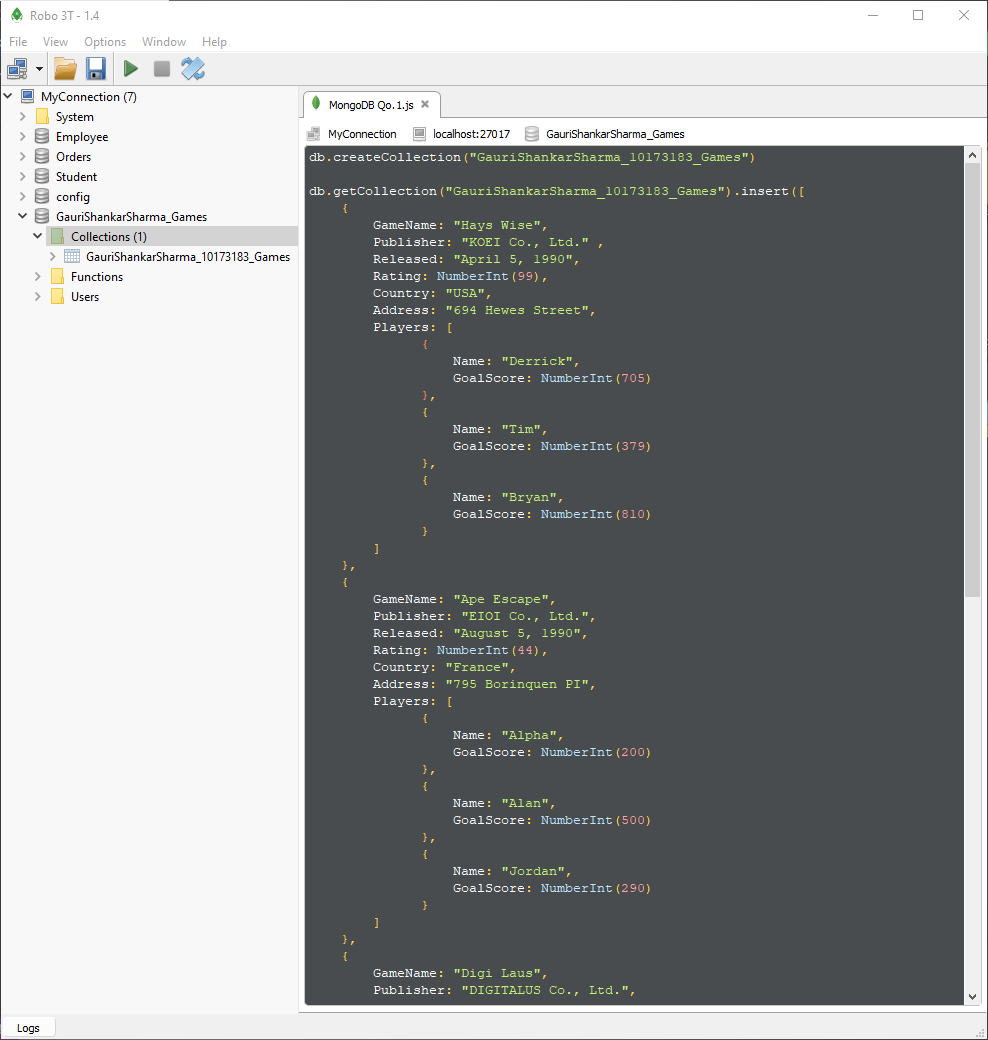 Robo 3T - 1.4
File View Options Window Help
MyConnection (7)
System
Employee
Orders
Student
config
GauriShankarSharma_Games
Collections (1)
GauriShankarSharma_10173183_Games
Functions
Users
MongoDB Qo.1.js
MyConnection localhost:27017 GauriShankarSharma_Games
db.createCollection("GauriShankarSharma_10173183_Games")
db.getCollection("GauriShankarSharma_10173183_Games").insert([
{
GameName: "Hays Wise",
Publisher: "KOEI Co., Ltd." ,
Released: "April 5, 1990",
Rating: NumberInt(99),
Country: "USA",
Address: "694 Hewes Street",
Players: [
{
Name: "Derrick",
GoalScore: NumberInt(705)
},
{
Name: "Tim",
GoalScore: NumberInt(379)
},
{
Name: "Bryan",
GoalScore: NumberInt(810)
}
]
},
{
GameName: "Ape Escape",
Publisher: "EIOI Co., Ltd.",
Released: "August 5, 1990",
Rating: NumberInt(44),
Country: "France",
Address: "795 Borinquen PI",
Players: [
{
Name: "Alpha",
GoalScore: NumberInt(200)
},
{
Name: "Alan",
GoalScore: NumberInt(500)
},
{
Name: "Jordan",
GoalScore: NumberInt(290)
}
]
},
{
GameName: "Digi Laus",
Publisher: "DIGITALUS Co., Ltd.",
Logs